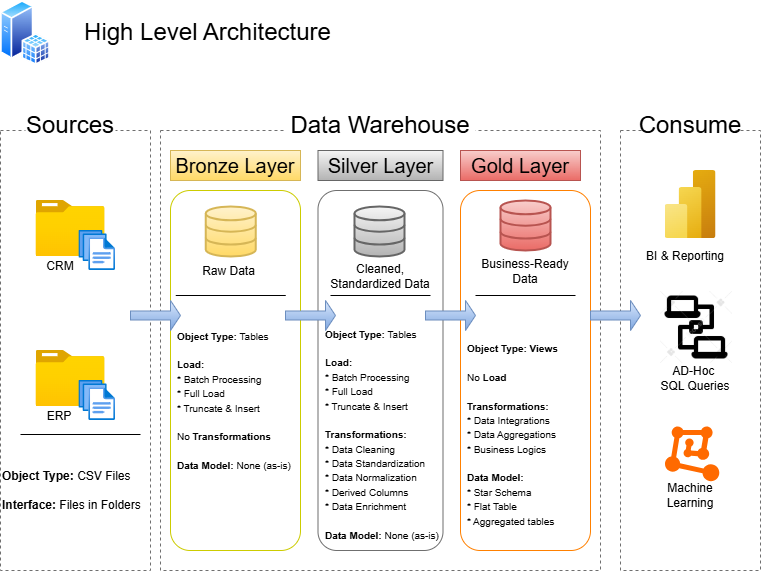 High Level Architecture
Sources
CRM
ERP
Object Type: CSV Files
Interface: Files in Folders
Data Warehouse
Bronze Layer
Raw Data
Object Type: Tables
Load:
* Batch Processing
* Full Load
* Truncate & Insert
No Transformations
Data Model: None (as-is)
Silver Layer
Cleaned,
Standardized Data
Object Type: Tables
Load:
* Batch Processing
* Full Load
* Truncate & Insert
Transformations:
* Data Cleaning
* Data Standardization
* Data Normalization
* Derived Columns
* Data Enrichment
Data Model: None (as-is)
Gold Layer
Business-Ready
Data
Object Type: Views
No Load
Transformations:
* Data Integrations
* Data Aggregations
* Business Logics
Data Model:
* Star Schema
* Flat Table
* Aggregated tables
Consume
BI & Reporting
AD-Hoc
SQL Queries
Machine
Learning